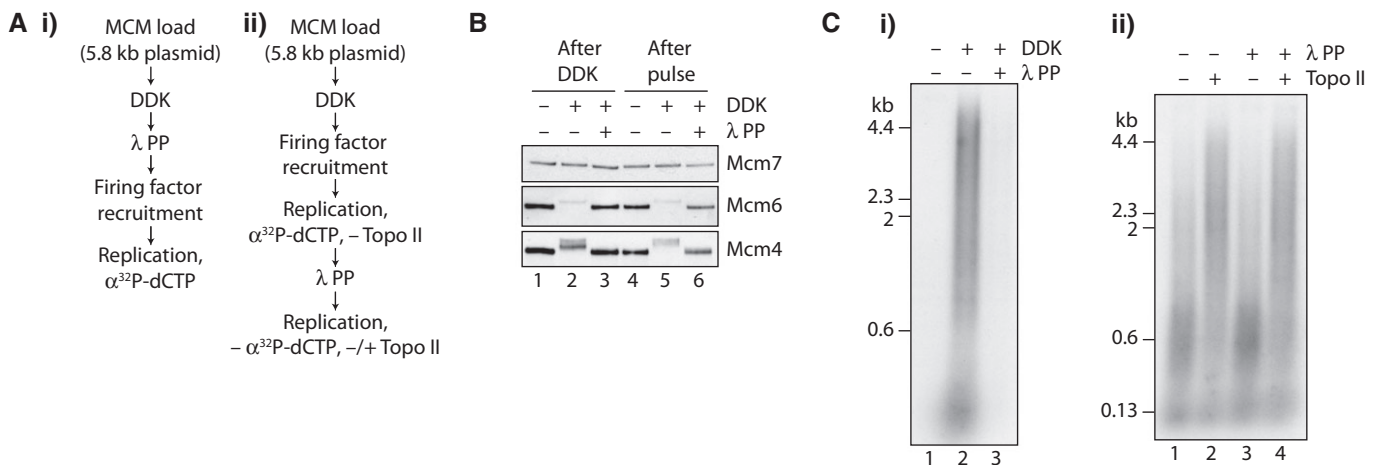 A i)
MCM load
(5.8 kb plasmid)
DDK
λ PP
Firing factor
recruitment
Replication,
α³²P-dCTP
ii)
MCM load
(5.8 kb plasmid)
DDK
Firing factor
recruitment
Replication,
α³²P-dCTP, – Topo II
λ PP
Replication,
– α³²P-dCTP, –/+ Topo II
B
After DDK
After pulse
– + + – + + DDK
– – + – – + λ PP
Mcm7
Mcm6
Mcm4
1 2 3 4 5 6
C i)
– + + DDK
– – + λ PP
kb
4.4
2.3
2
0.6
1 2 3
ii)
– – + + λ PP
– + – + Topo II
kb
4.4
2.3
2
0.6
0.13
1 2 3 4